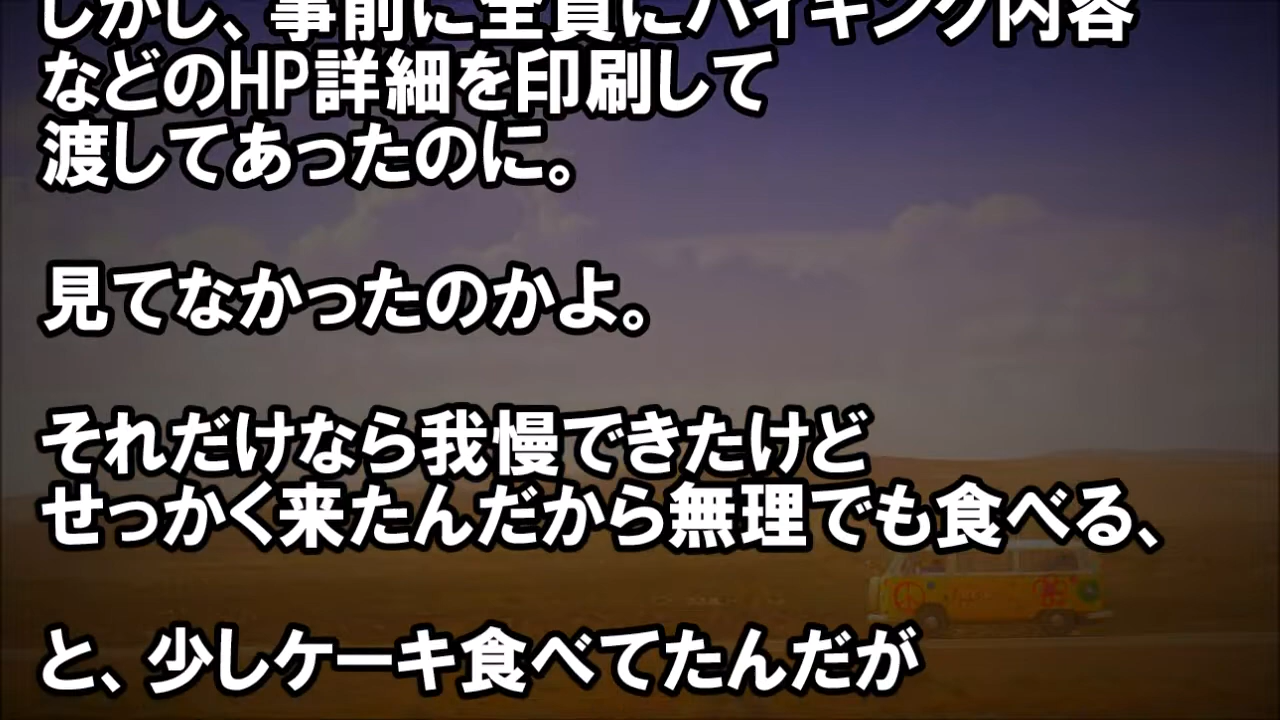 しかし、事前に全員にバイキング内容
などのHP詳細を印刷して
渡してあったのに。
見てなかったのかよ。
それだけなら我慢できたけど
せっかく来たんだから無理でも食べる、
と、少しケーキ食べてたんだが